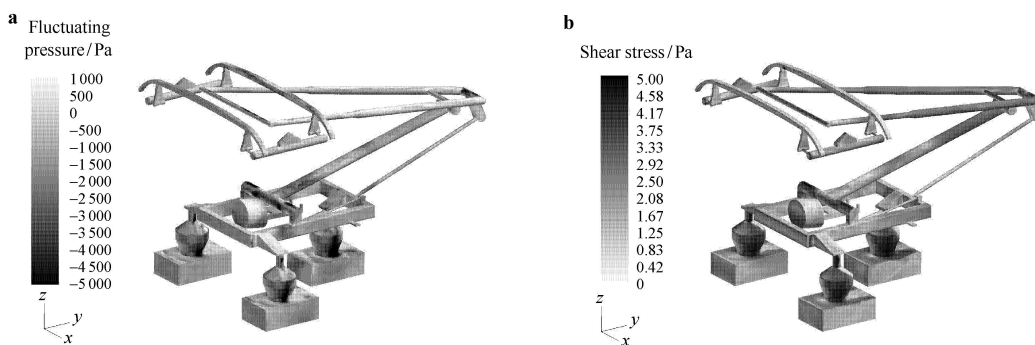 a
Fluctuating
pressure/Pa
1 000
500
0
−500
−1 000
−1 500
−2 000
−2 500
−3 000
−3 500
−4 000
−4 500
−5 000
z
y
x
b
Shear stress/Pa
5.00
4.58
4.17
3.75
3.33
2.92
2.50
2.08
1.67
1.25
0.83
0.42
0
z
y
x